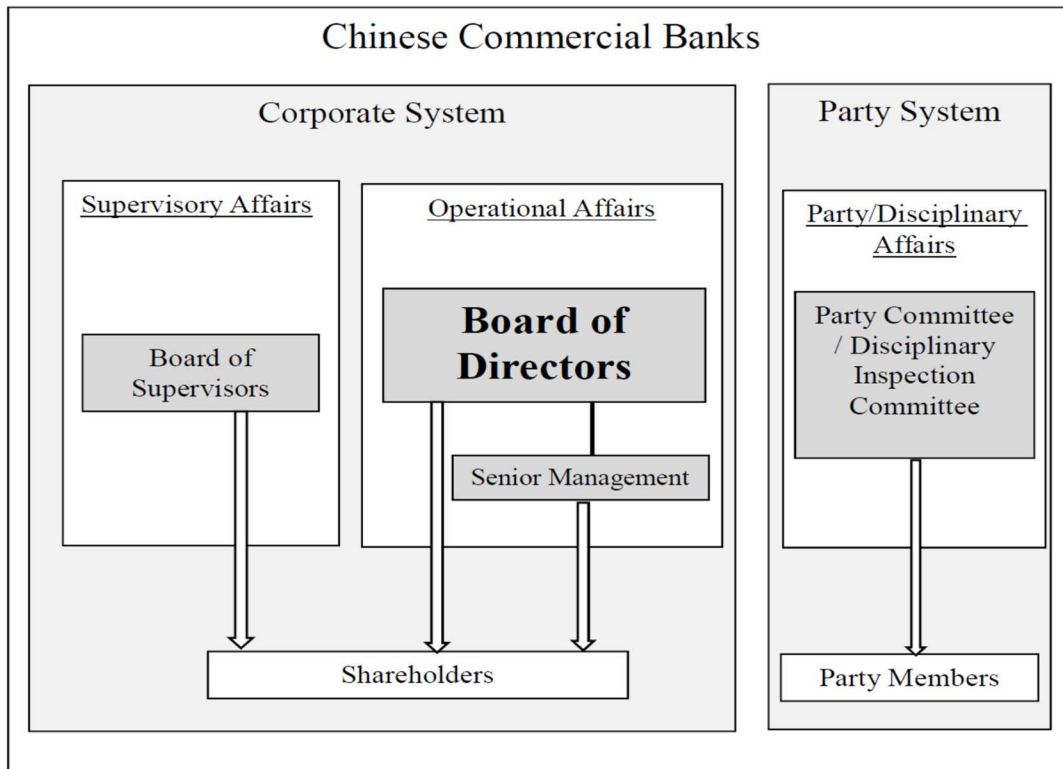 Chinese Commercial Banks
Corporate System
Supervisory Affairs
Board of
Supervisors
Operational Affairs
Board of
Directors
Senior Management
Shareholders
Party System
Party/Disciplinary
Affairs
Party Committee
/ Disciplinary
Inspection
Committee
Party Members